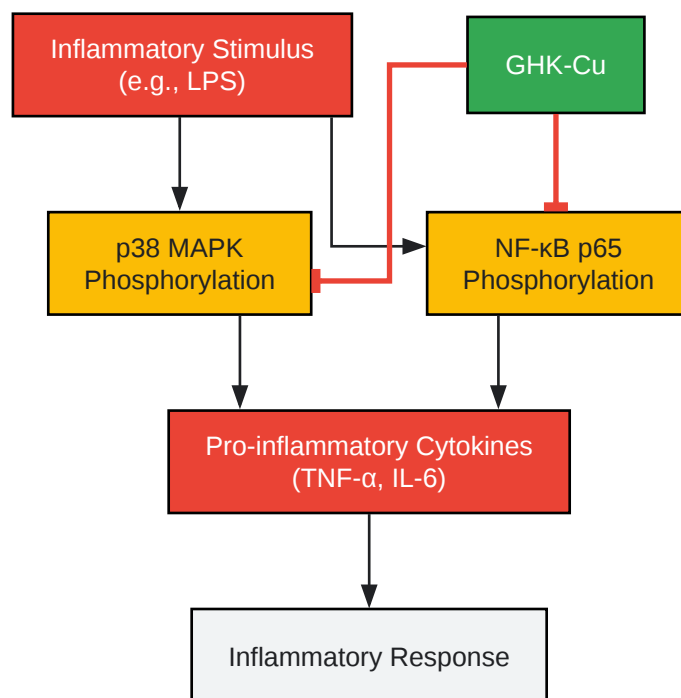 Inflammatory Stimulus
(e.g., LPS)
GHK-Cu
p38 MAPK
Phosphorylation
NF-κB p65
Phosphorylation
Pro-inflammatory Cytokines
(TNF-α, IL-6)
Inflammatory Response